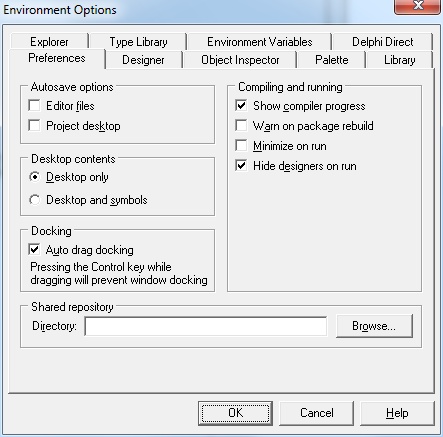 Environment Options
Explorer Type Library Environment Variables Delphi Direct
Preferences Designer Object Inspector Palette Library
Autosave options
Editor files
Project desktop
Desktop contents
Desktop only
Desktop and symbols
Docking
Auto drag docking
Pressing the Control key while
dragging will prevent window docking
Compiling and running
Show compiler progress
Warn on package rebuild
Minimize on run
Hide designers on run
Shared repository
Directory: Browse...
OK Cancel Help